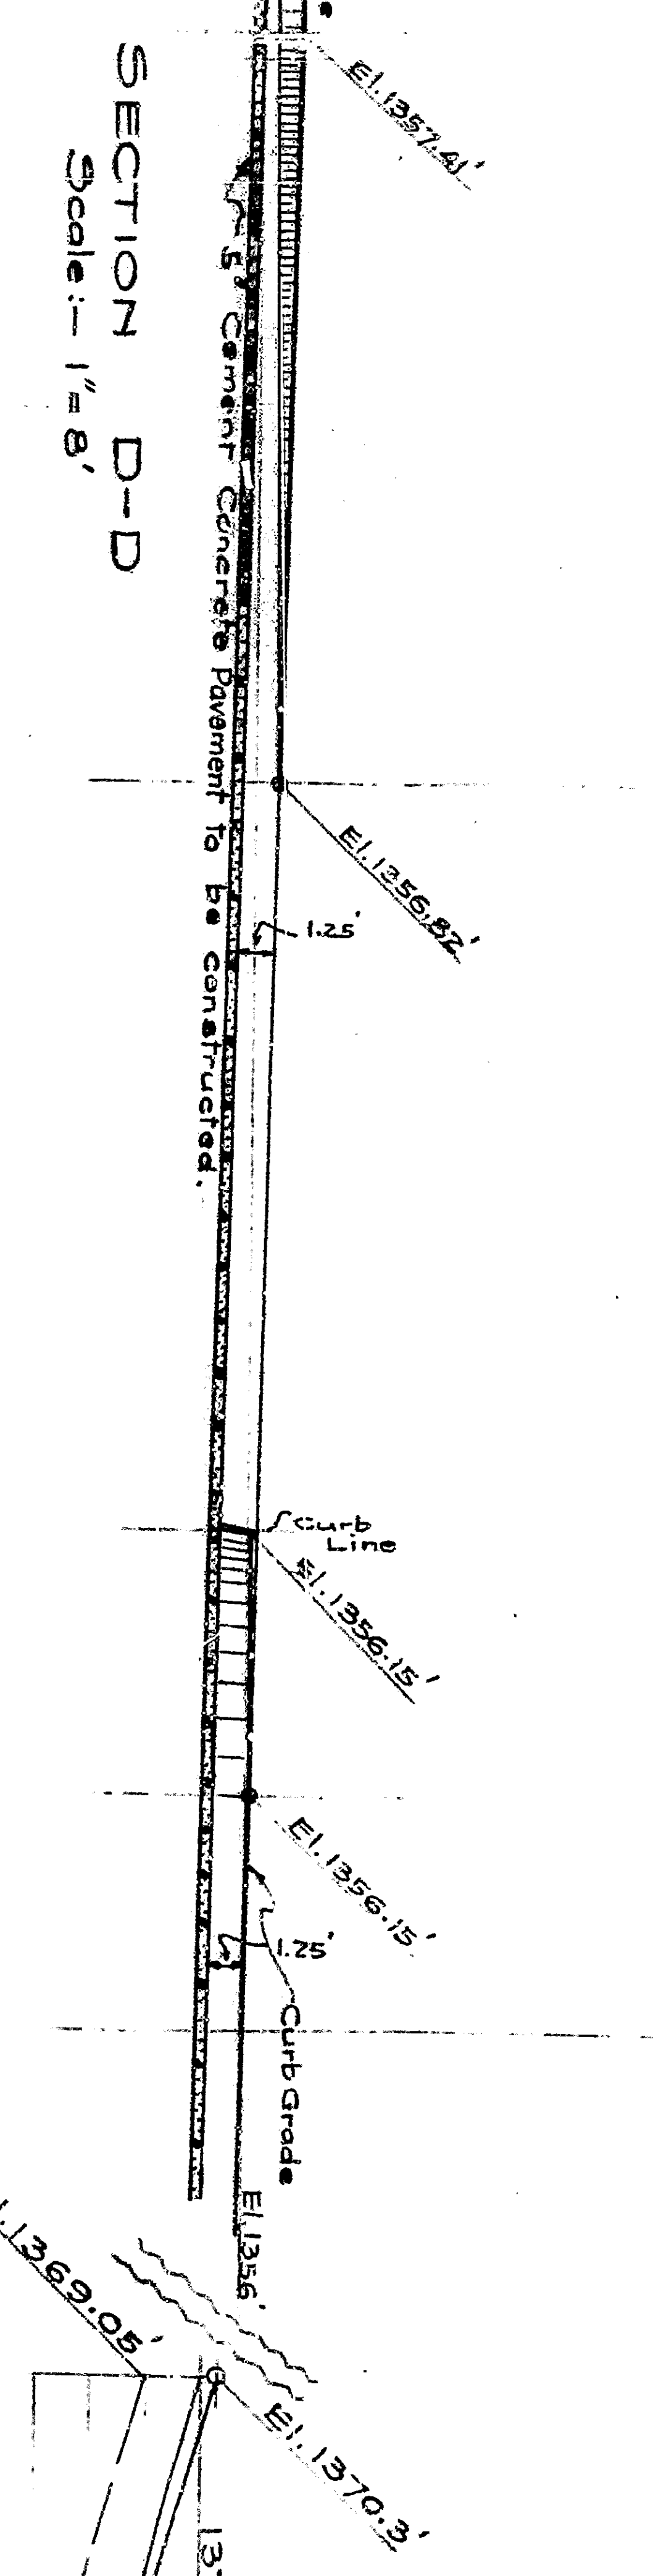 El.1357.41'
5" Cement Concrete Pavement to be constructed.
SECTION D-D
Scale:- 1"=8'
El.1356.82'
1.25'
Curb
Line
El.1356.15'
El.1356.15'
1.25'
Curb Grade
El.1356'
.1369.05'
El.1370.3'